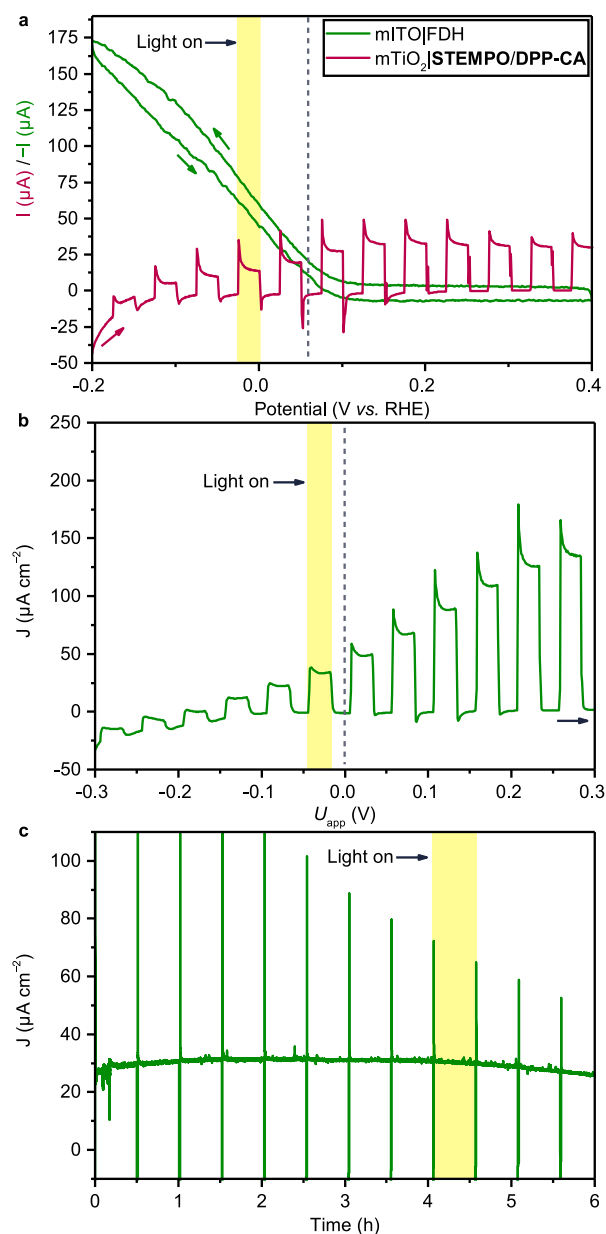 a
Light on
mITO|FDH
mTiO₂|STEMPO/DPP-CA
I (µA) /−I (µA)
175
150
125
100
75
50
25
0
-25
-50
-0.2
0.0
0.2
0.4
Potential (V vs. RHE)
b
Light on
J (µA cm⁻²)
250
200
150
100
50
0
-50
-0.3
-0.2
-0.1
0.0
0.1
0.2
0.3
U_app (V)
c
Light on
J (µA cm⁻²)
100
80
60
40
20
0
0
1
2
3
4
5
6
Time (h)